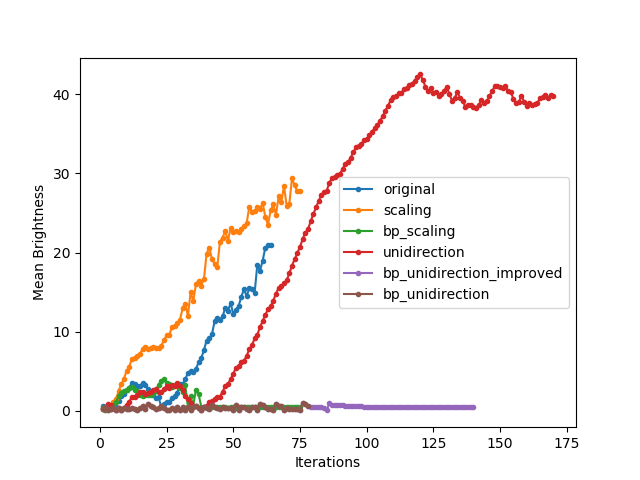 40
30
20
10
0
Mean Brightness
original
scaling
bp_scaling
unidirection
bp_unidirection_improved
bp_unidirection
0 25 50 75 100 125 150 175
Iterations